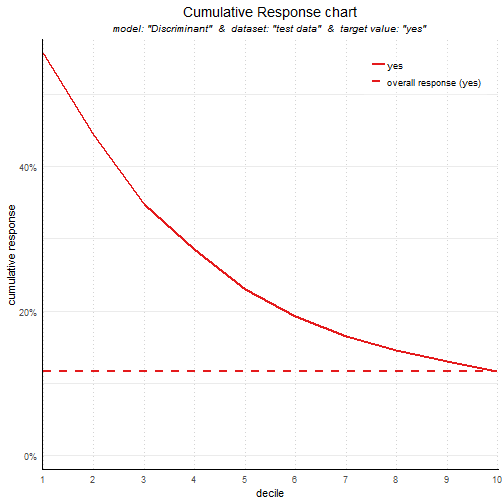 Cumulative Response chart
model: "Discriminant" & dataset: "test data" & target value: "yes"
yes
overall response (yes)
40%
20%
0%
cumulative response
1 2 3 4 5 6 7 8 9 10
decile